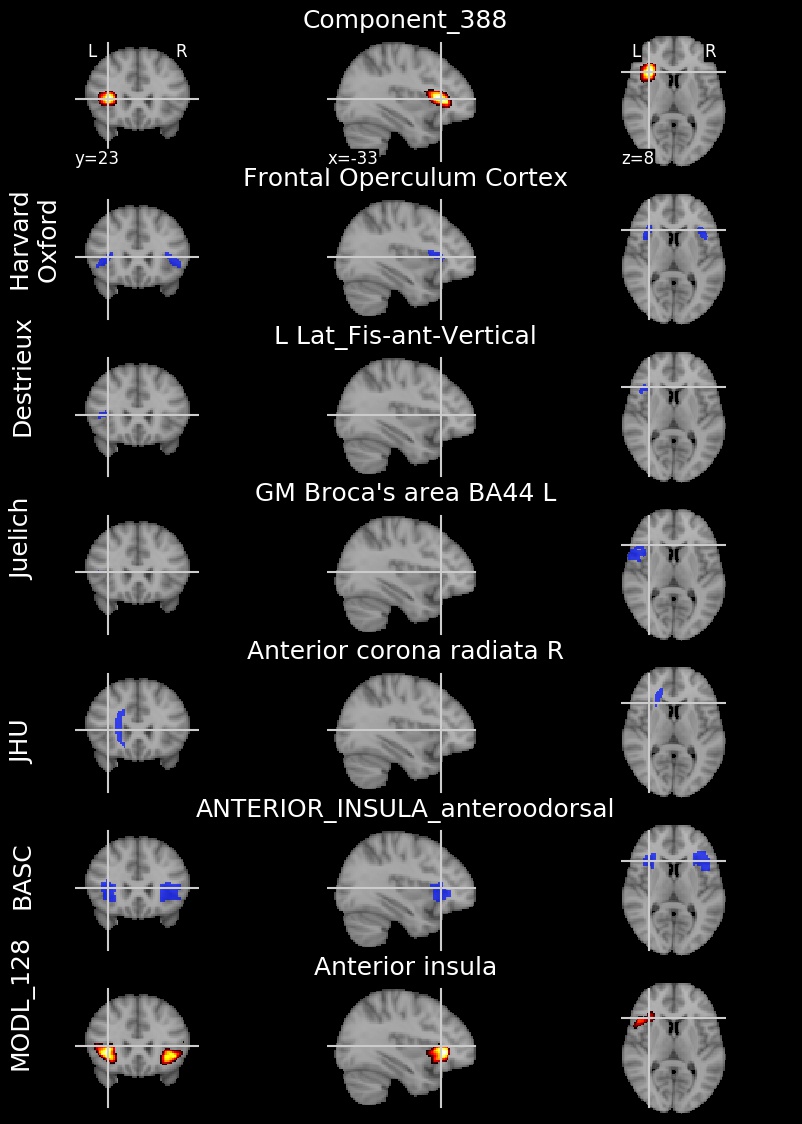 Component_388
L R
L R
y=23
x=-33
z=8
Frontal Operculum Cortex
Harvard
Oxford
L Lat_Fis-ant-Vertical
Destrieux
GM Broca's area BA44 L
Juelich
Anterior corona radiata R
JHU
ANTERIOR_INSULA_anteroodorsal
BASC
Anterior insula
MODL_128